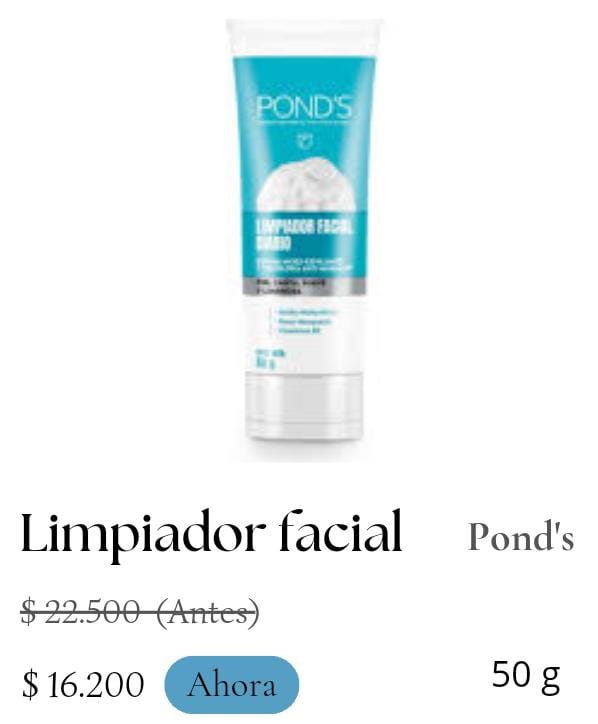 POND'S
LIMPIADOR FACIAL
DIARIO
Limpiador facial
Pond's
$ 22.500 (Antes)
$ 16.200
Ahora
50 g